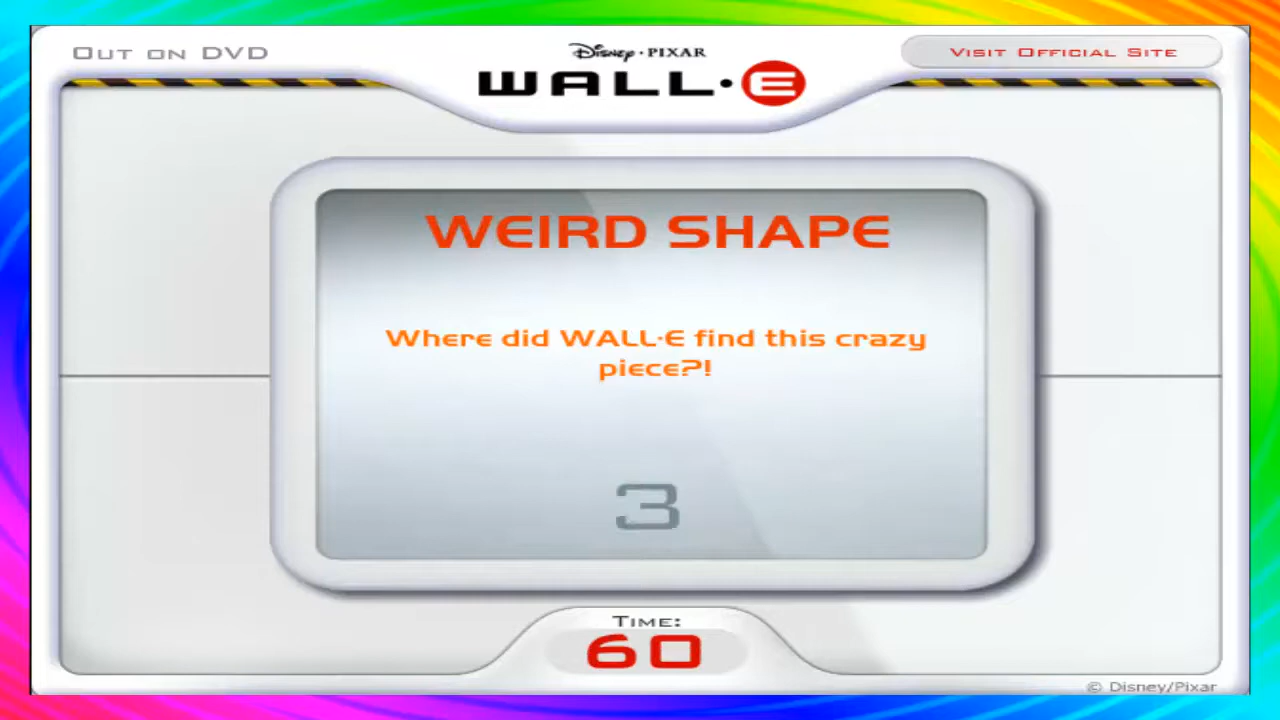 Out on DVD
Disney·PIXAR
WALL·E
Visit Official Site
WEIRD SHAPE
Where did WALL·E find this crazy
piece?!
3
Time:
60
© Disney/Pixar